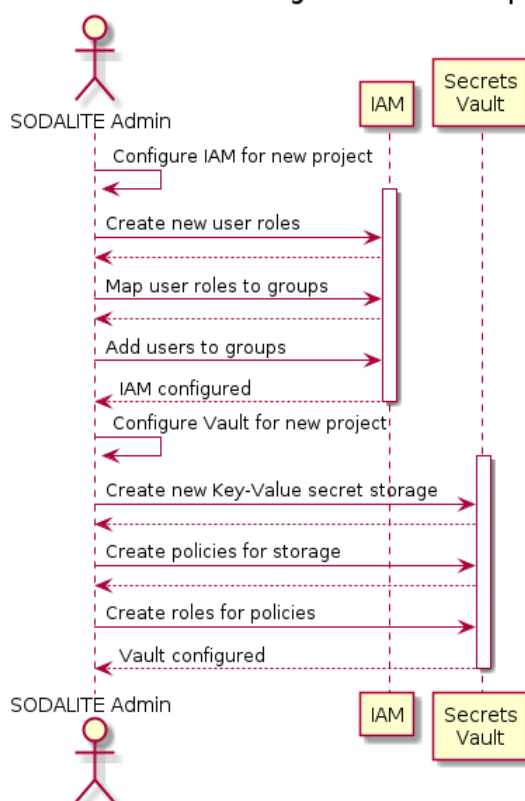 SODALITE Admin
IAM
Secrets
Vault
Configure IAM for new project
Create new user roles
Map user roles to groups
Add users to groups
IAM configured
Configure Vault for new project
Create new Key-Value secret storage
Create policies for storage
Create roles for policies
Vault configured
SODALITE Admin
IAM
Secrets
Vault